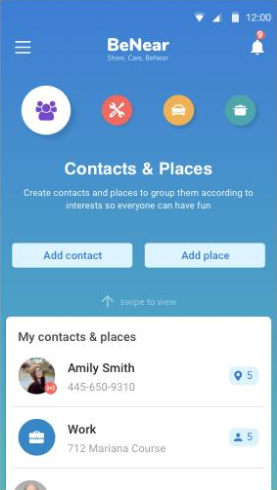 12:00
BeNear
Share, Care, BeNear
9
Contacts & Places
Create contacts and places to group them according to
interests so everyone can have fun
Add contact
Add place
swipe to view
My contacts & places
Amily Smith
445-650-9310
5
Work
712 Mariana Course
5